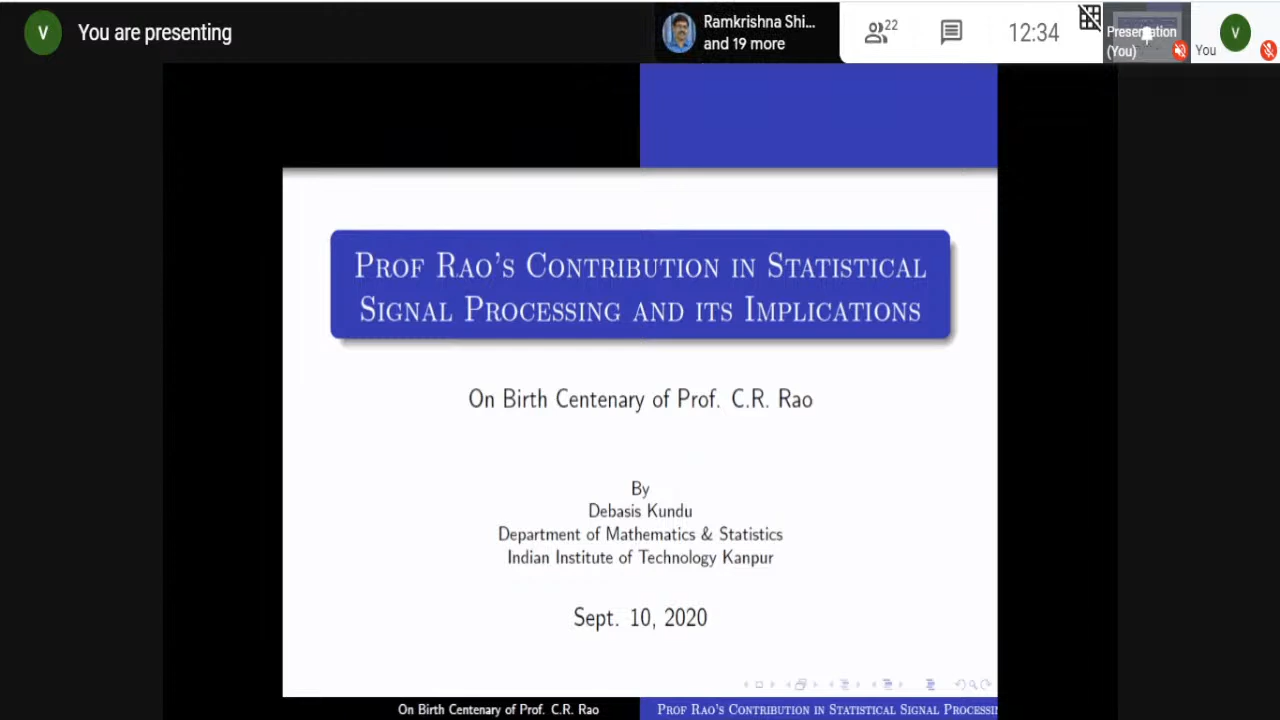 V
You are presenting
Ramkrishna Shi...
and 19 more
22
12:34
Presentation
(You)
You
V
PROF RAO'S CONTRIBUTION IN STATISTICAL
SIGNAL PROCESSING AND ITS IMPLICATIONS
On Birth Centenary of Prof. C.R. Rao
By
Debasis Kundu
Department of Mathematics & Statistics
Indian Institute of Technology Kanpur
Sept. 10, 2020
On Birth Centenary of Prof. C.R. Rao
PROF RAO'S CONTRIBUTION IN STATISTICAL SIGNAL PROCESSIN